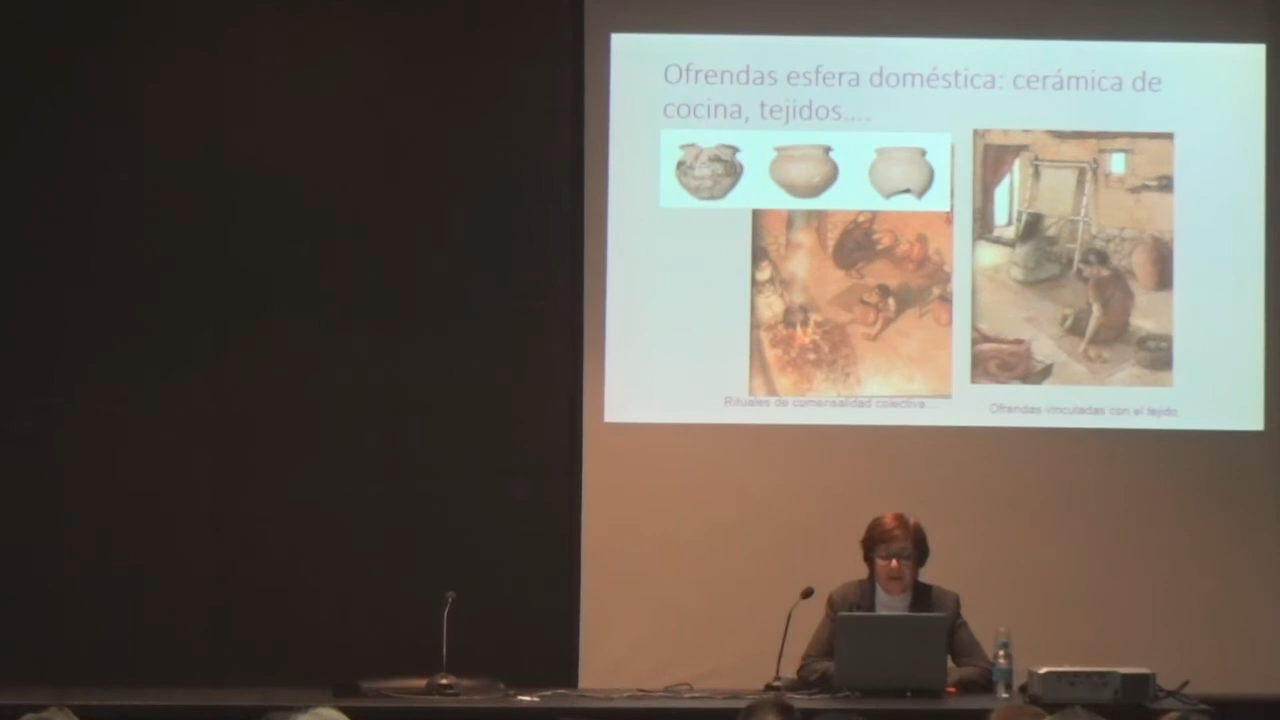 Ofrendas esfera doméstica: cerámica de
cocina, tejidos....
Rituales de comensalidad colectiva...
Ofrendas vinculadas con el tejido